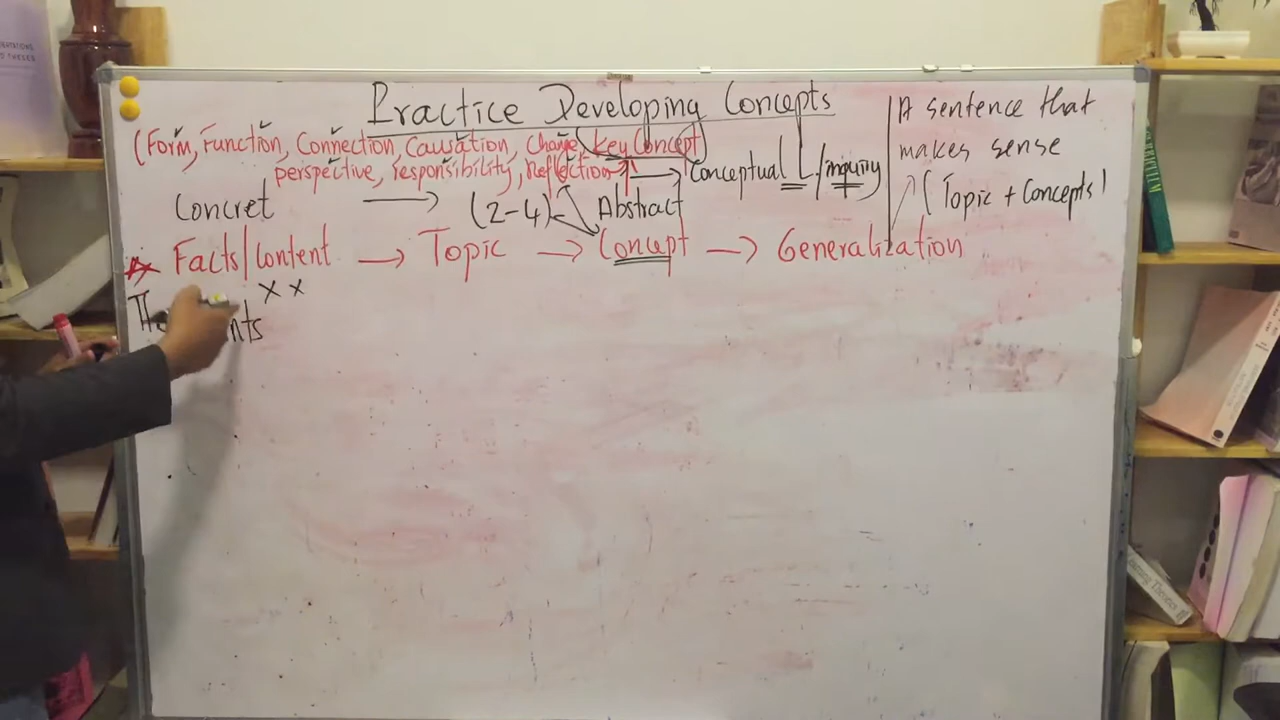 Practice Developing Concepts
(Form, Function, Connection, Causation, Change, (Key Concept)
perspective, responsibility, Reflection → → Conceptual L/inquiry
A sentence that
makes sense
(Topic + Concepts)
Concret → (2-4) Abstract
Facts/Content → Topic → Concept → Generalization
x x